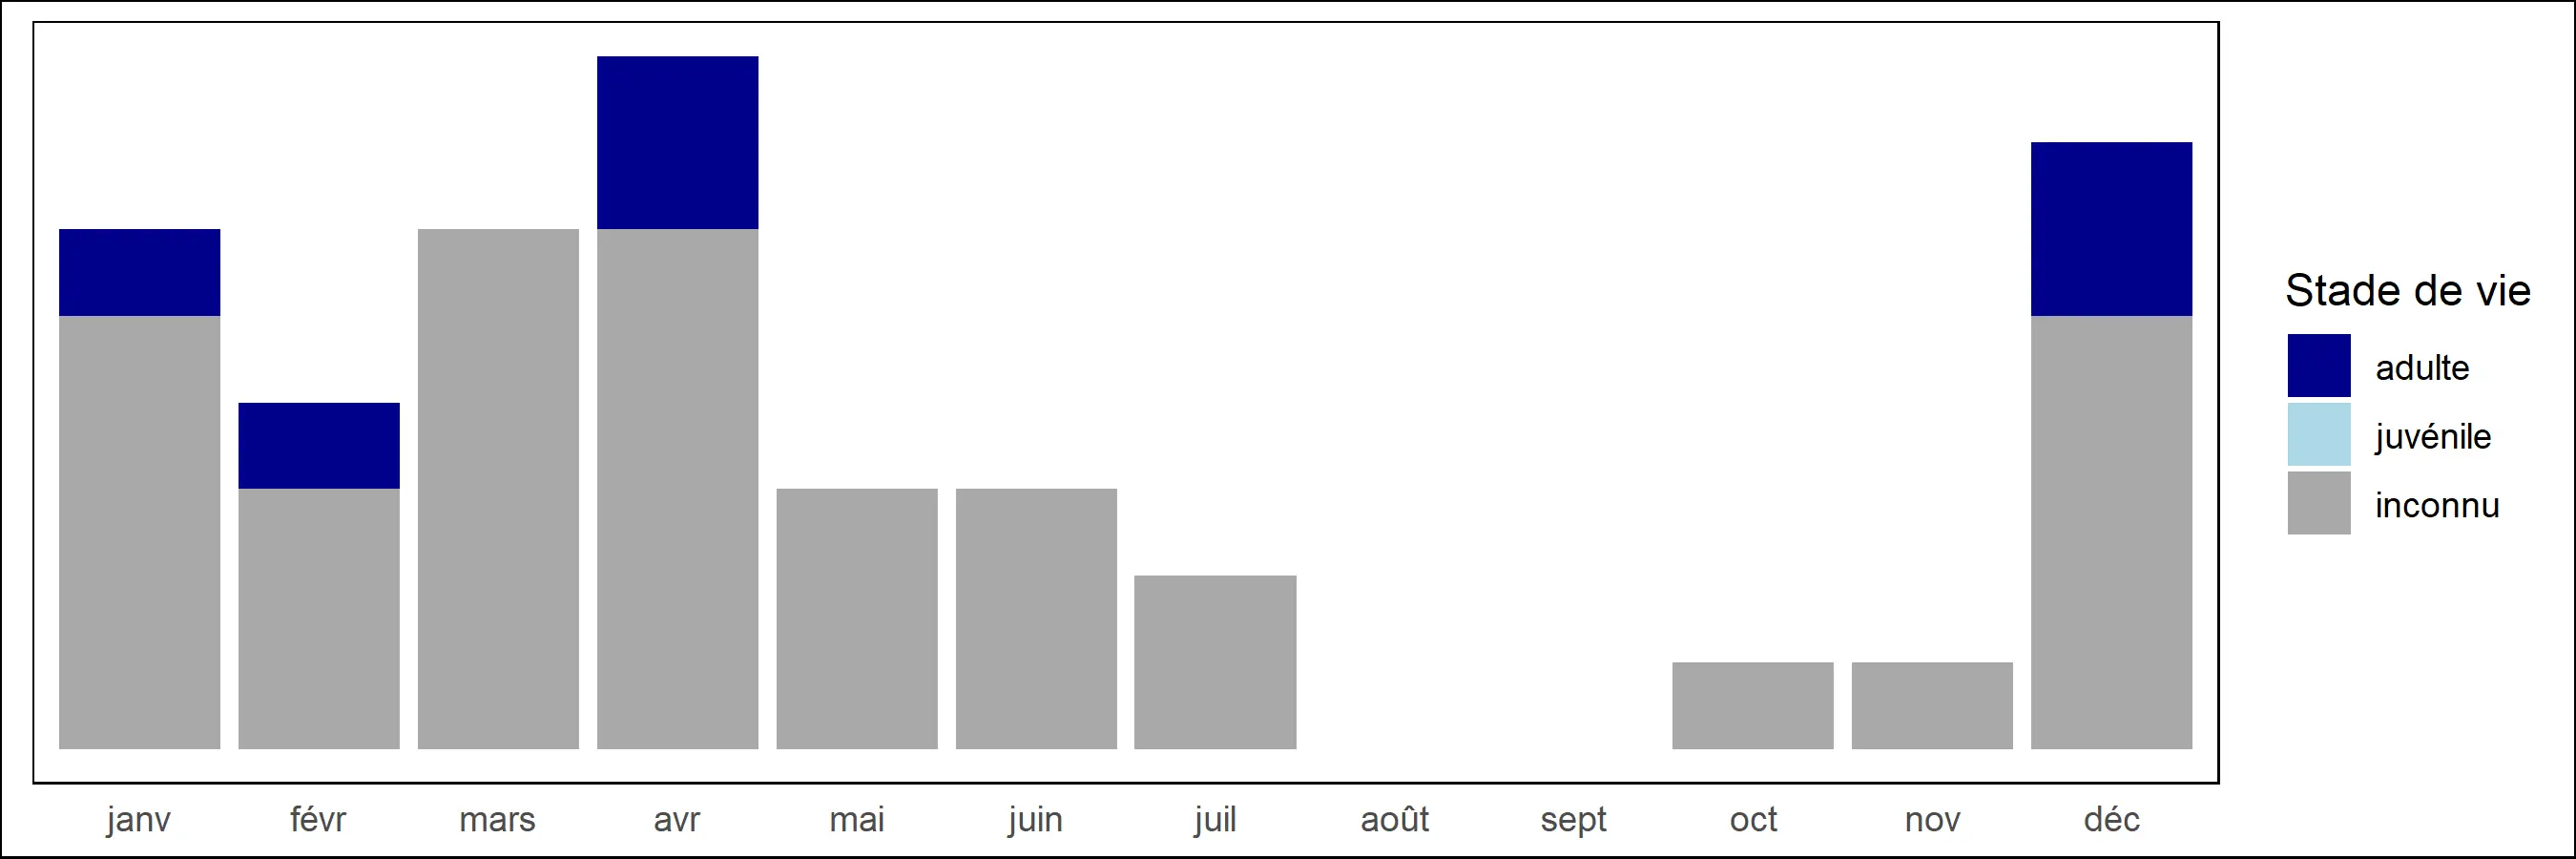 Stade de vie
adulte
juvénile
inconnu
janv févr mars avr mai juin juil août sept oct nov déc